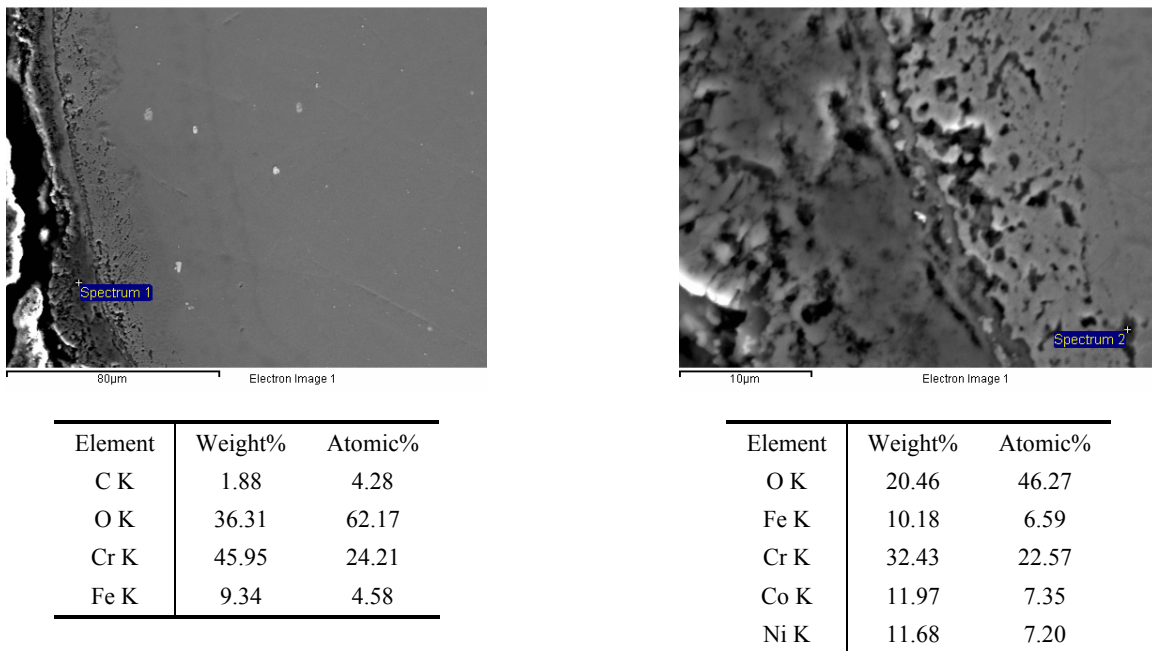 Spectrum 1
80µm Electron Image 1
Element Weight% Atomic%
C K 1.88 4.28
O K 36.31 62.17
Cr K 45.95 24.21
Fe K 9.34 4.58
Spectrum 2
10µm Electron Image 1
Element Weight% Atomic%
O K 20.46 46.27
Fe K 10.18 6.59
Cr K 32.43 22.57
Co K 11.97 7.35
Ni K 11.68 7.20